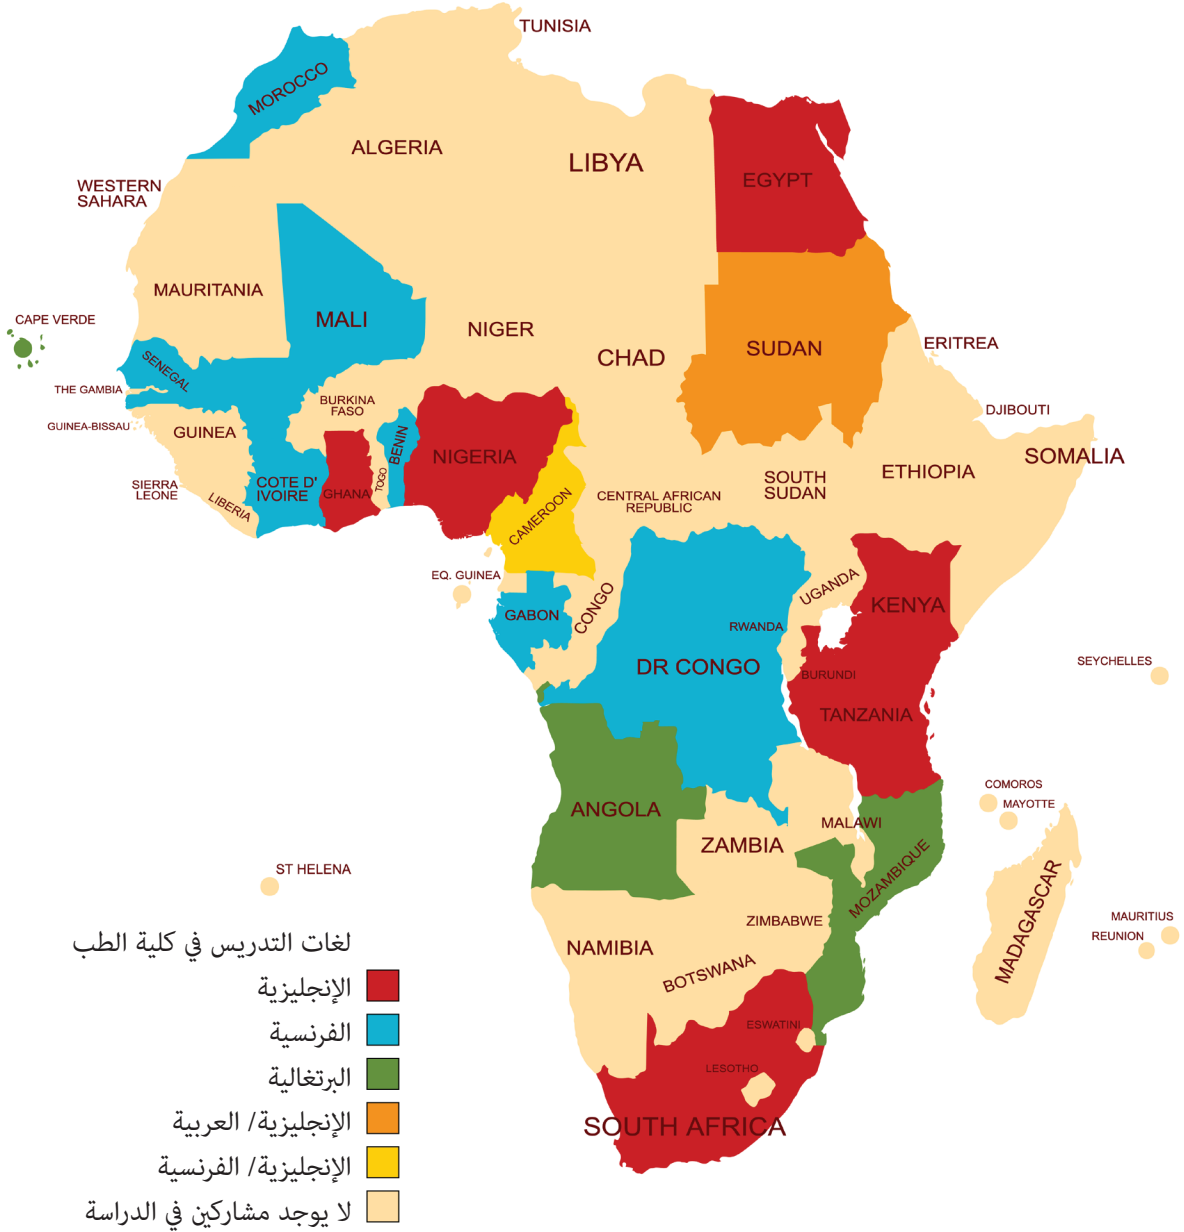 TUNISIA
MOROCCO
ALGERIA
LIBYA
EGYPT
WESTERN
SAHARA
MAURITANIA
MALI
NIGER
CHAD
SUDAN
ERITREA
CAPE VERDE
SENEGAL
THE GAMBIA
GUINEA-BISSAU
GUINEA
BURKINA
FASO
BENIN
NIGERIA
DJIBOUTI
SOMALIA
ETHIOPIA
SOUTH
SUDAN
SIERRA
LEONE
LIBERIA
COTE D'
IVOIRE
GHANA
TOGO
CAMEROON
CENTRAL AFRICAN
REPUBLIC
EQ. GUINEA
GABON
CONGO
UGANDA
KENYA
RWANDA
DR CONGO
BURUNDI
TANZANIA
SEYCHELLES
COMOROS
MAYOTTE
ANGOLA
ZAMBIA
MALAWI
MOZAMBIQUE
MADAGASCAR
ST HELENA
ZIMBABWE
NAMIBIA
BOTSWANA
MAURITIUS
REUNION
ESWATINI
LESOTHO
SOUTH AFRICA
لغات التدريس في كلية الطب
الإنجليزية
الفرنسية
البرتغالية
الإنجليزية/ العربية
الإنجليزية/ الفرنسية
لا يوجد مشاركين في الدراسة